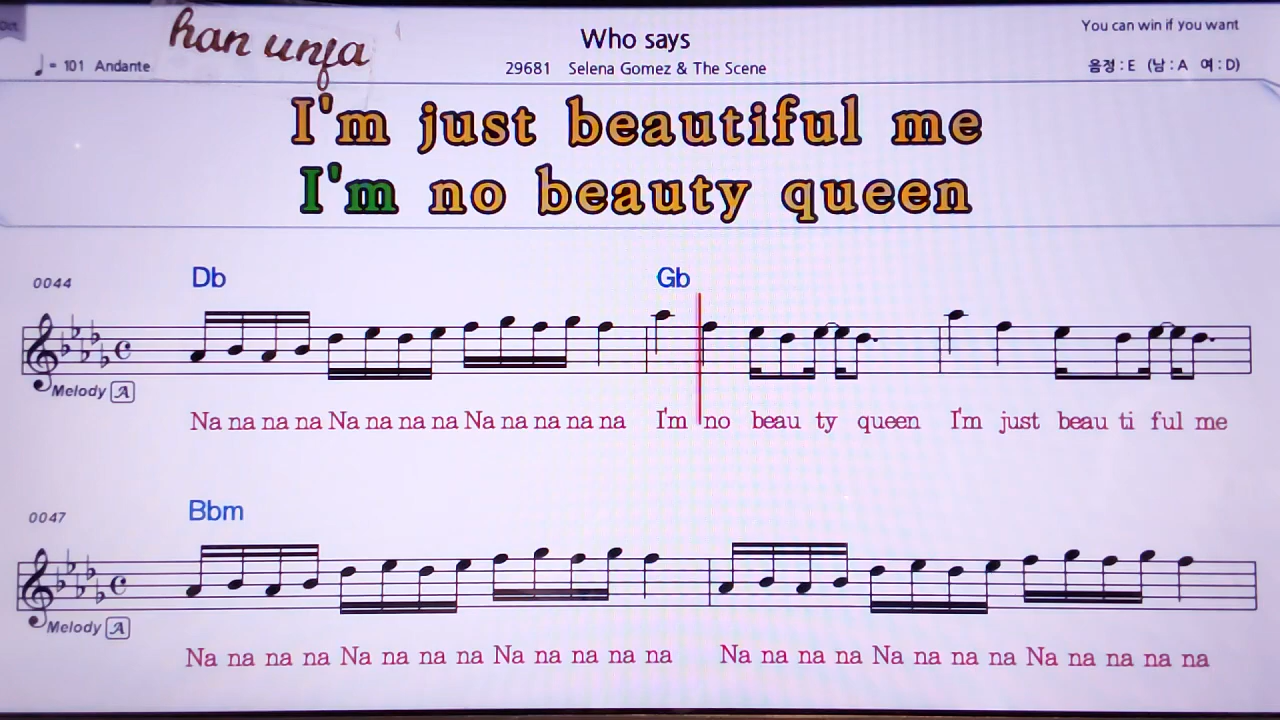 Oct.
han unja
♩ = 101 Andante
Who says
29681 Selena Gomez & The Scene
You can win if you want
음정 : E (남 : A 여 : D)
I'm just beautiful me
I'm no beauty queen
0044
Db Gb
Melody A
Na na na na Na na na na Na na na na na I'm no beau ty queen I'm just beau ti ful me
0047
Bbm
Melody A
Na na na na Na na na na Na na na na na Na na na na Na na na na Na na na na na